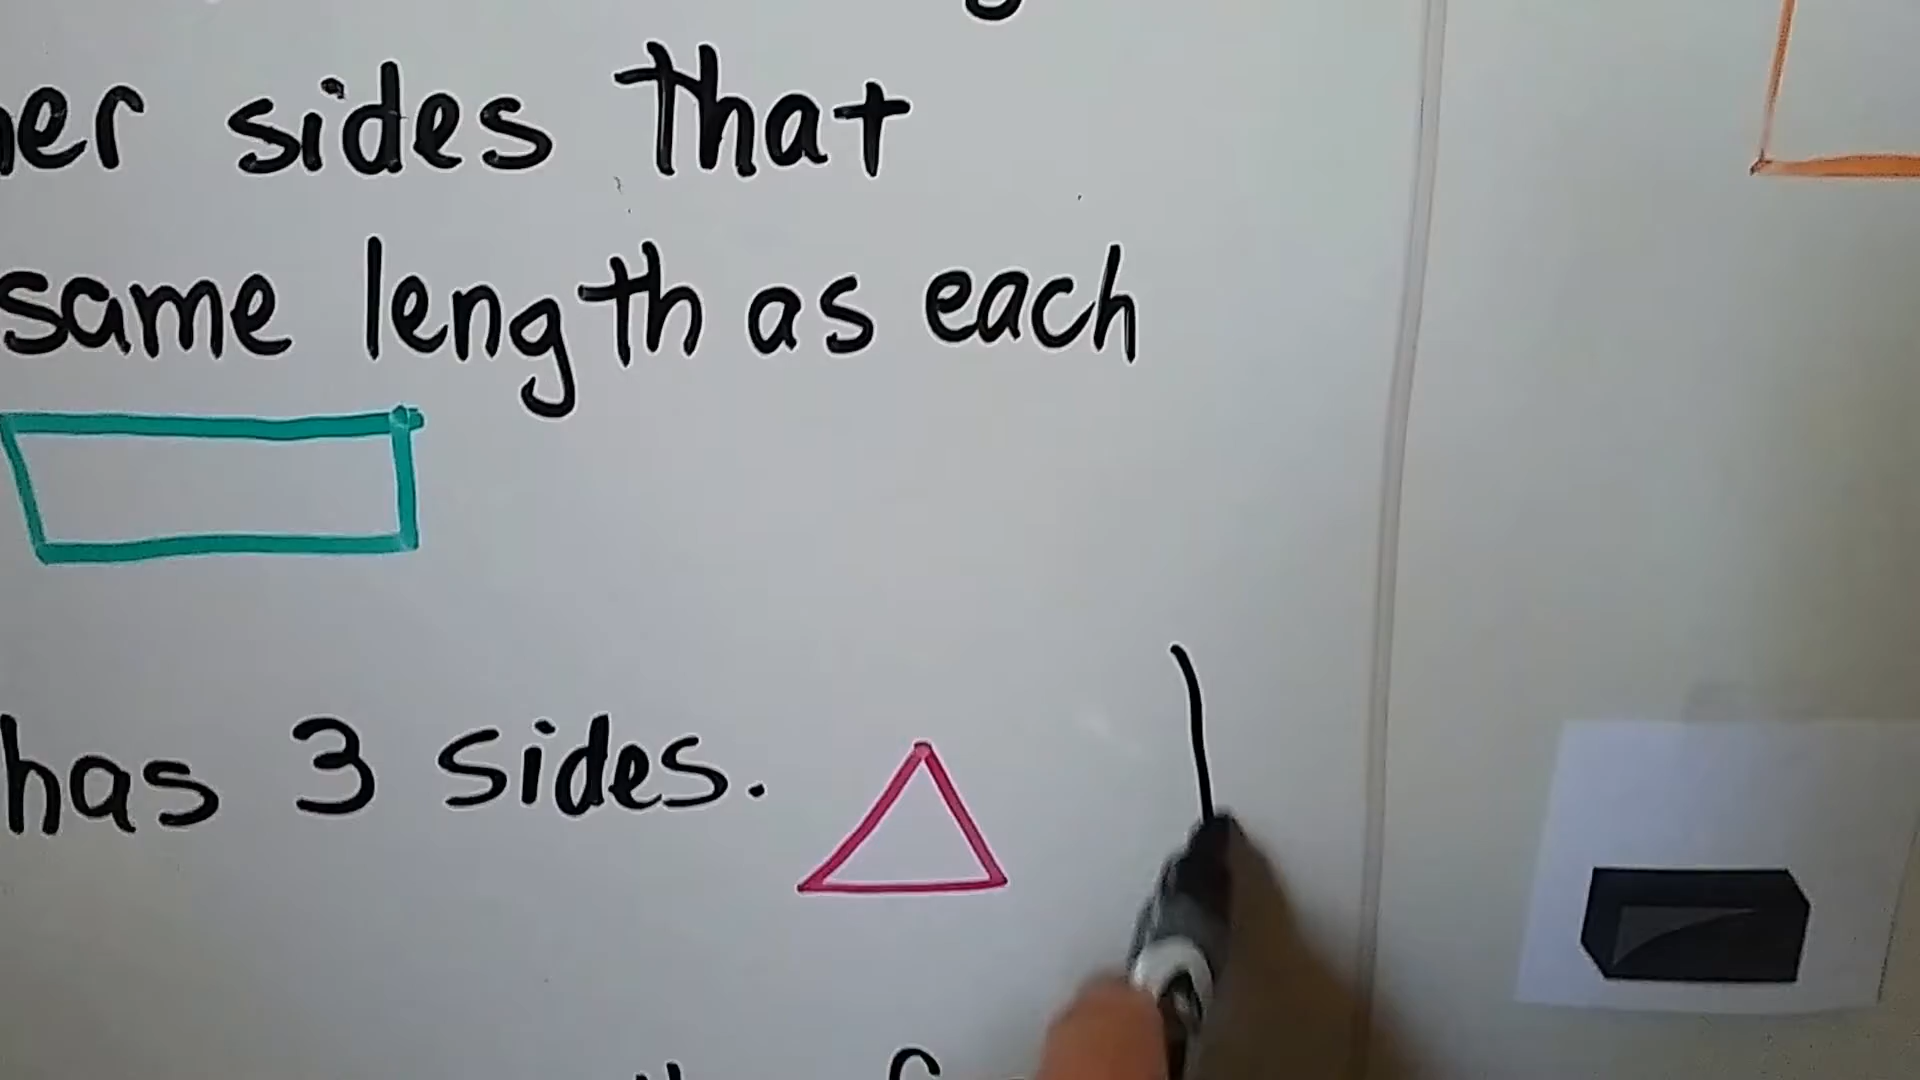 er sides that
same length as each
has 3 sides.